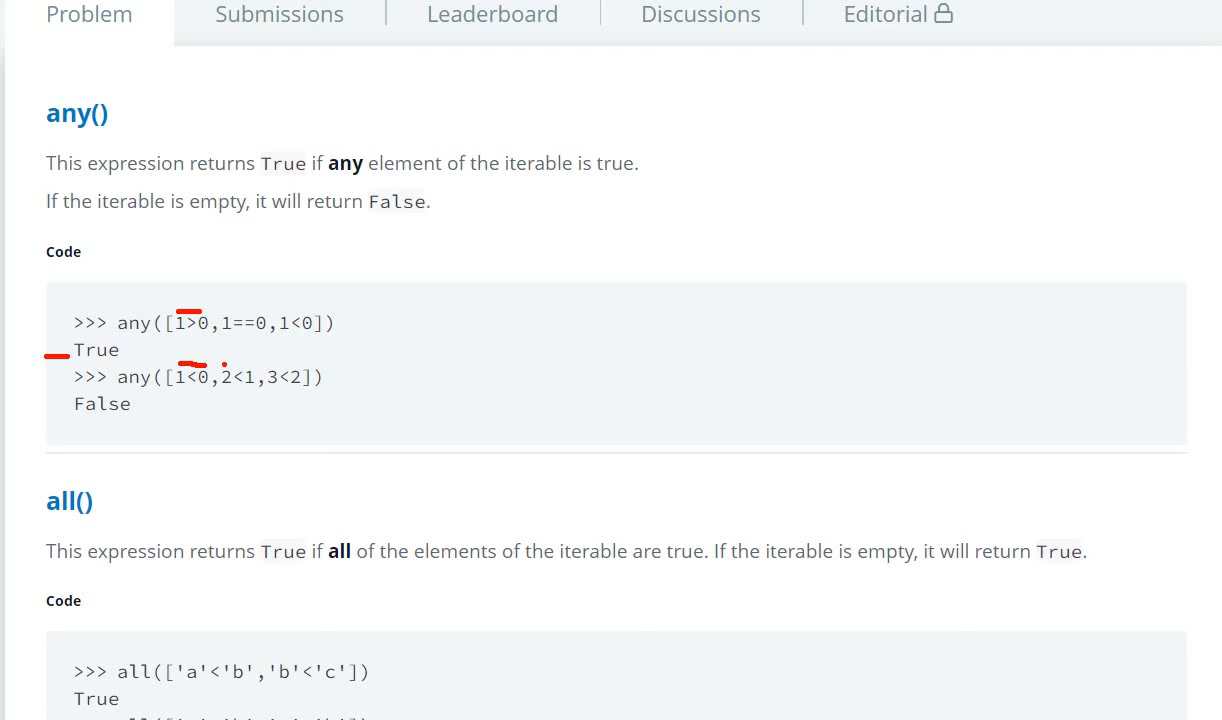 Problem Submissions Leaderboard Discussions Editorial
any()
This expression returns True if any element of the iterable is true.
If the iterable is empty, it will return False.
Code
>>> any([1>0,1==0,1<0])
True
>>> any([1<0,2<1,3<2])
False
all()
This expression returns True if all of the elements of the iterable are true. If the iterable is empty, it will return True.
Code
>>> all(['a'<'b','b'<'c'])
True